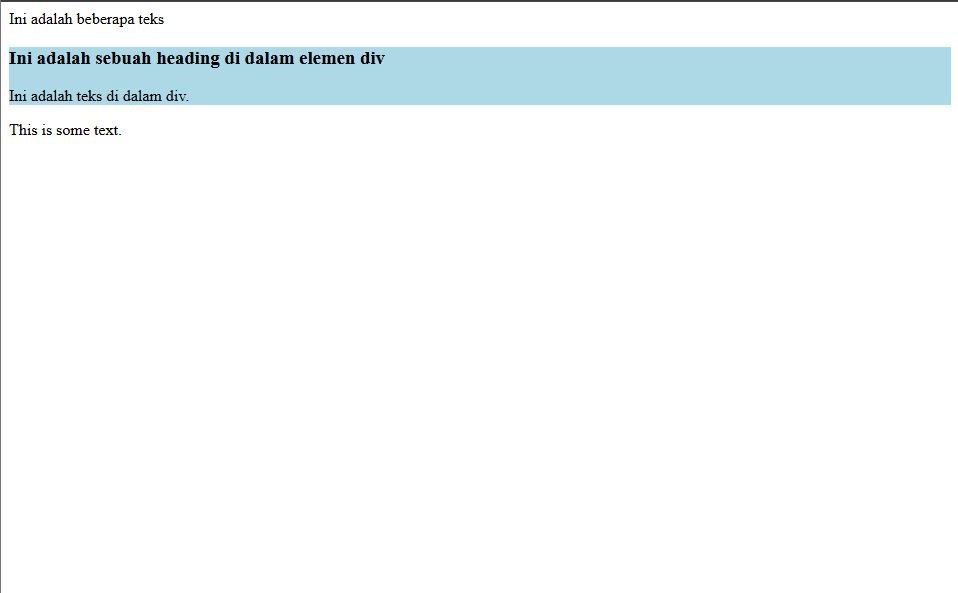 Ini adalah beberapa teks
Ini adalah sebuah heading di dalam elemen div
Ini adalah teks di dalam div.
This is some text.